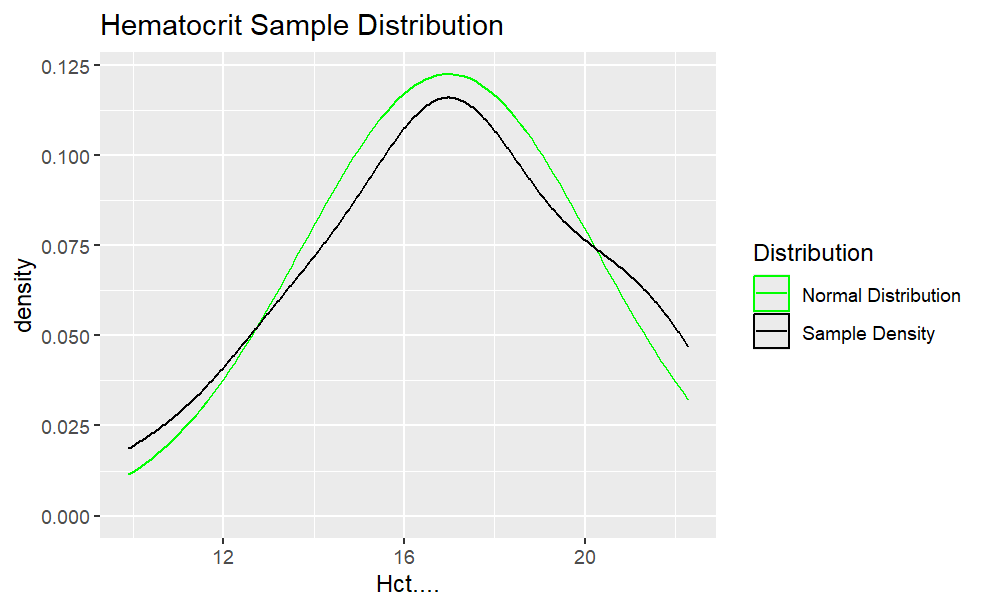 Hematocrit Sample Distribution
0.125
0.100
0.075
0.050
0.025
0.000
density
12 16 20
Hct....
Distribution
Normal Distribution
Sample Density